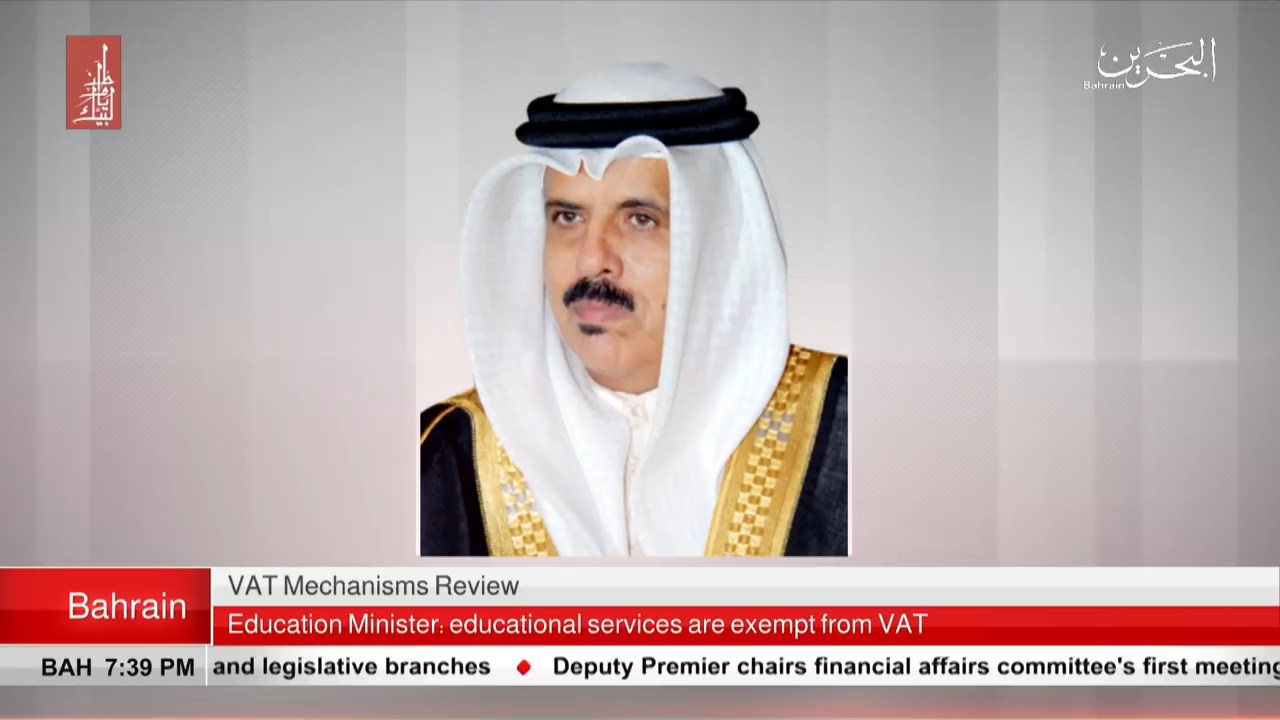 البحرين
Bahrain
Bahrain
VAT Mechanisms Review
Education Minister: educational services are exempt from VAT
BAH 7:39 PM
and legislative branches ♦ Deputy Premier chairs financial affairs committee's first meeting